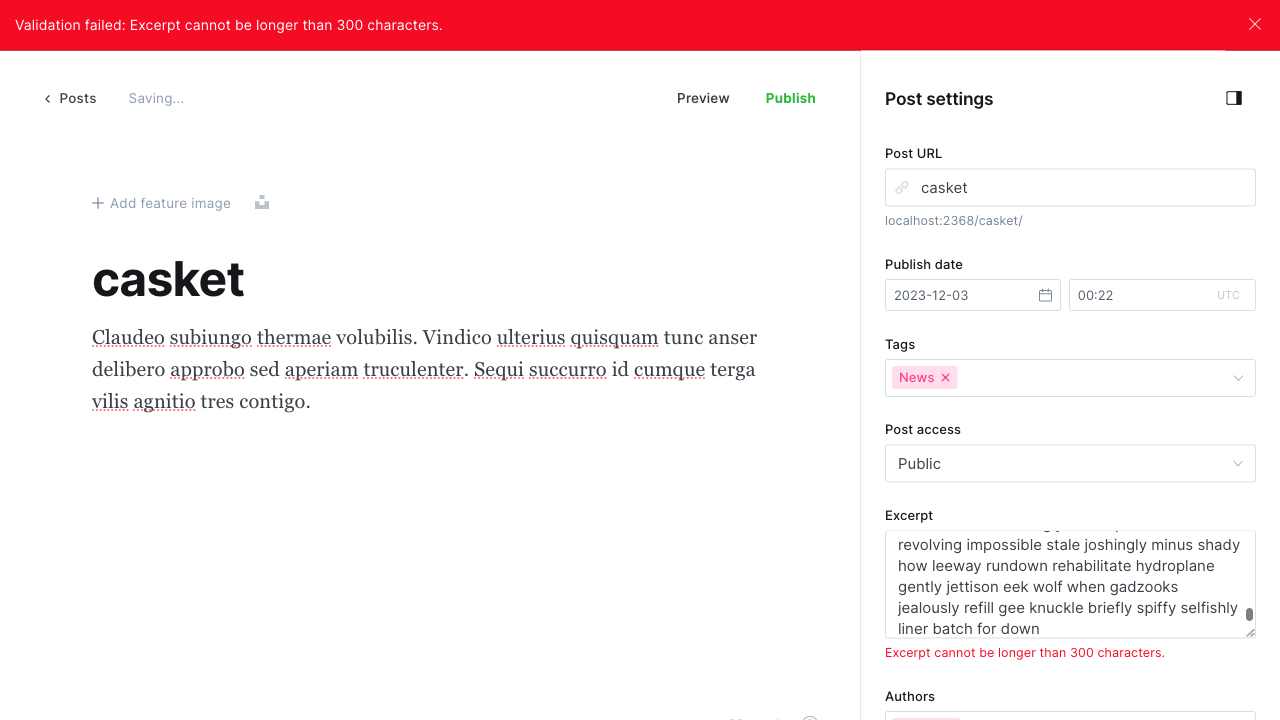 Validation failed: Excerpt cannot be longer than 300 characters.
Posts
Saving...
Preview
Publish
Add feature image
casket
Claudeo subiungo thermae volubilis. Vindico ulterius quisquam tunc anser
delibero approbo sed aperiam truculenter. Sequi succurro id cumque terga
vilis agnitio tres contigo.
Post settings
Post URL
casket
localhost:2368/casket/
Publish date
2023-12-03
00:22
UTC
Tags
News
Post access
Public
Excerpt
revolving impossible stale joshingly minus shady
how leeway rundown rehabilitate hydroplane
gently jettison eek wolf when gadzooks
jealously refill gee knuckle briefly spiffy selfishly
liner batch for down
Excerpt cannot be longer than 300 characters.
Authors